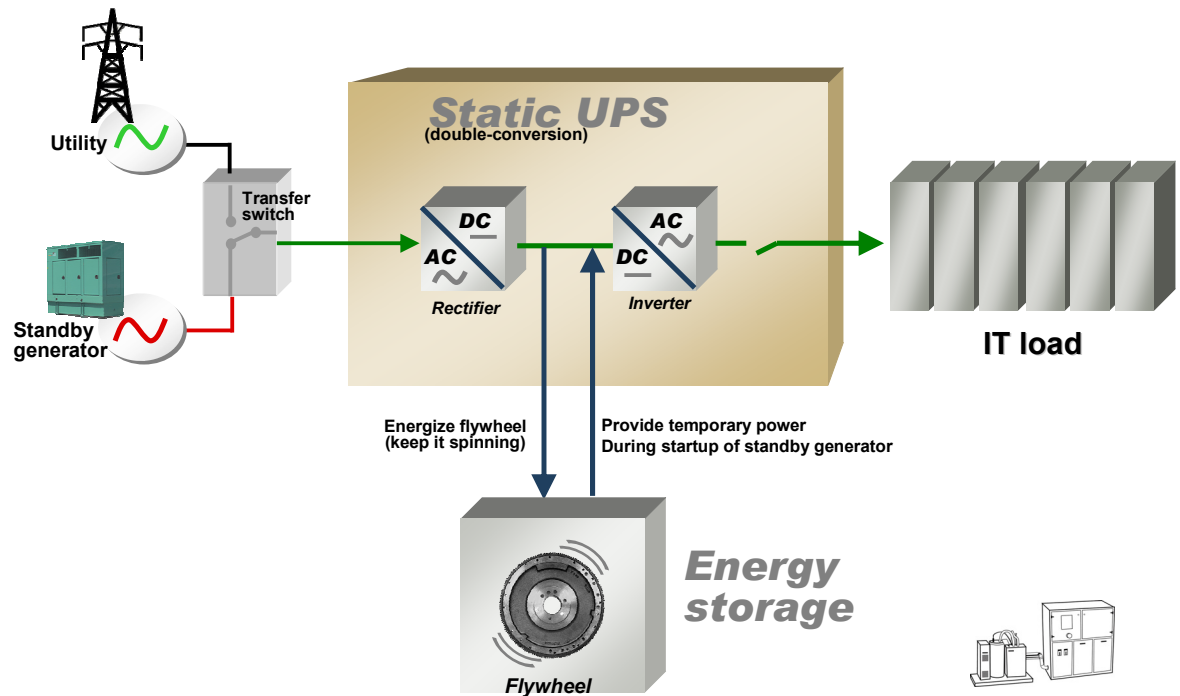 Static UPS
(double-conversion)
Utility
Transfer
switch
DC
AC
Rectifier
AC
DC
Inverter
Standby
generator
IT load
Energize flywheel
(keep it spinning)
Provide temporary power
During startup of standby generator
Energy
storage
Flywheel